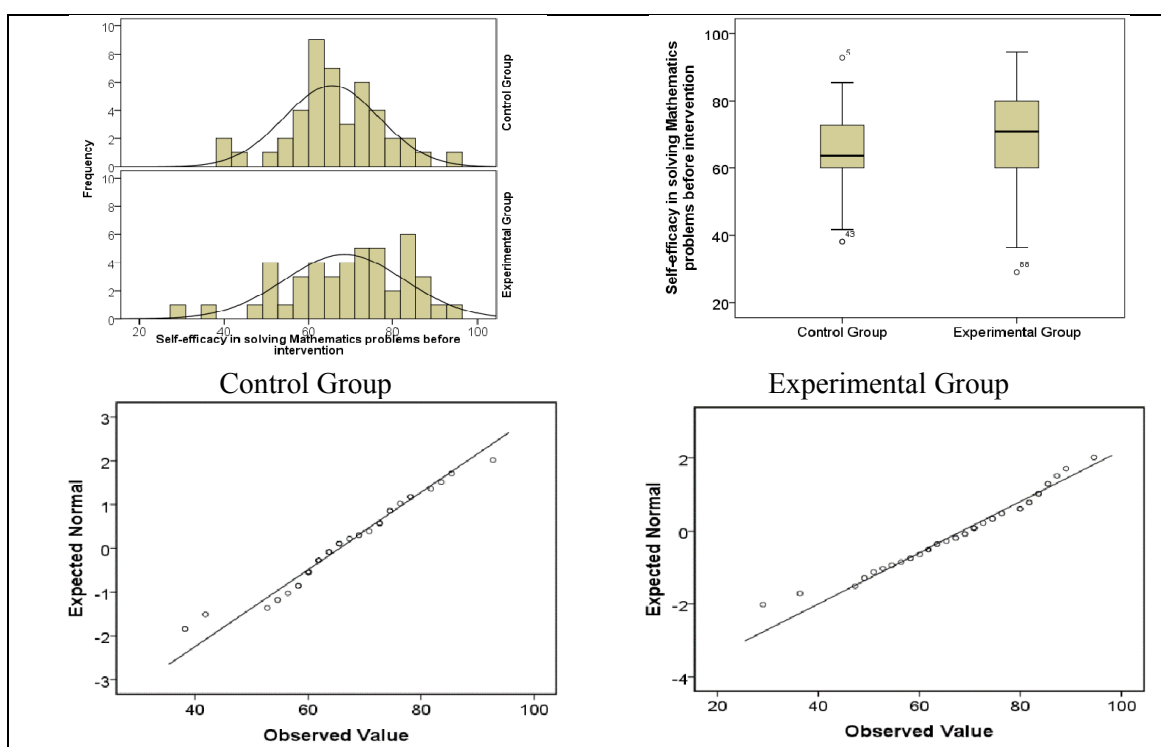 10
8
6
4
2
0
Control Group
Frequency
10
8
6
4
2
0
Experimental Group
20 40 60 80 100
Self-efficacy in solving Mathematics problems before
intervention
Self-efficacy in solving Mathematics
problems before intervention
100
80
60
40
20
5
43
88
Control Group Experimental Group
Control Group
Expected Normal
3
2
1
0
-1
-2
-3
40 60 80 100
Observed Value
Experimental Group
Expected Normal
2
0
-2
-4
20 40 60 80 100
Observed Value